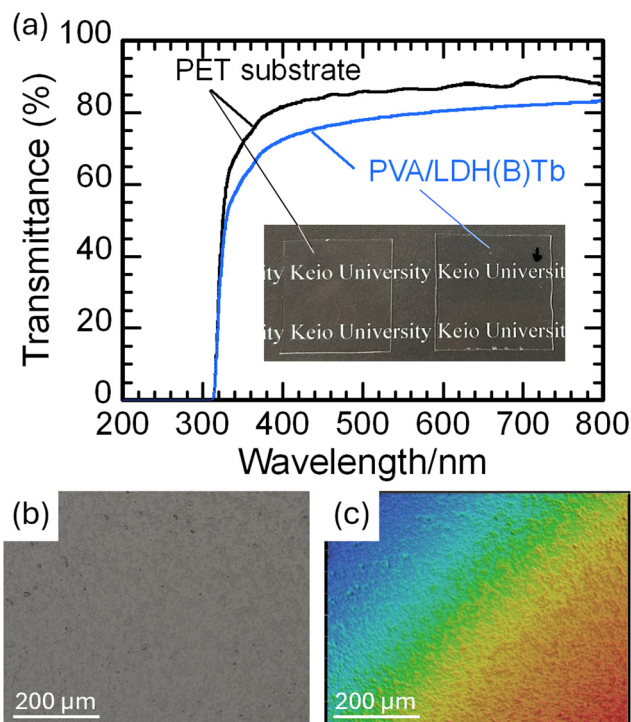 (a)
100
80
60
40
20
0
Transmittance (%)
PET substrate
PVA/LDH(B)Tb
ity Keio University Keio Universit
ity Keio University Keio Universit
200 300 400 500 600 700 800
Wavelength/nm
(b)
200 μm
(c)
200 μm